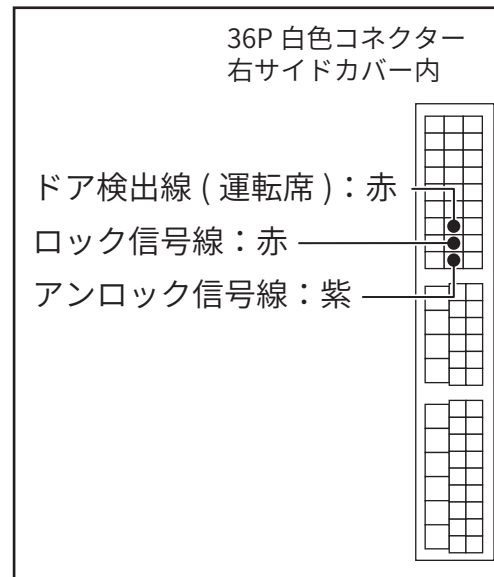 36P 白色コネクター
右サイドカバー内
ドア検出線 ( 運転席 )：赤
ロック信号線：赤
アンロック信号線：紫